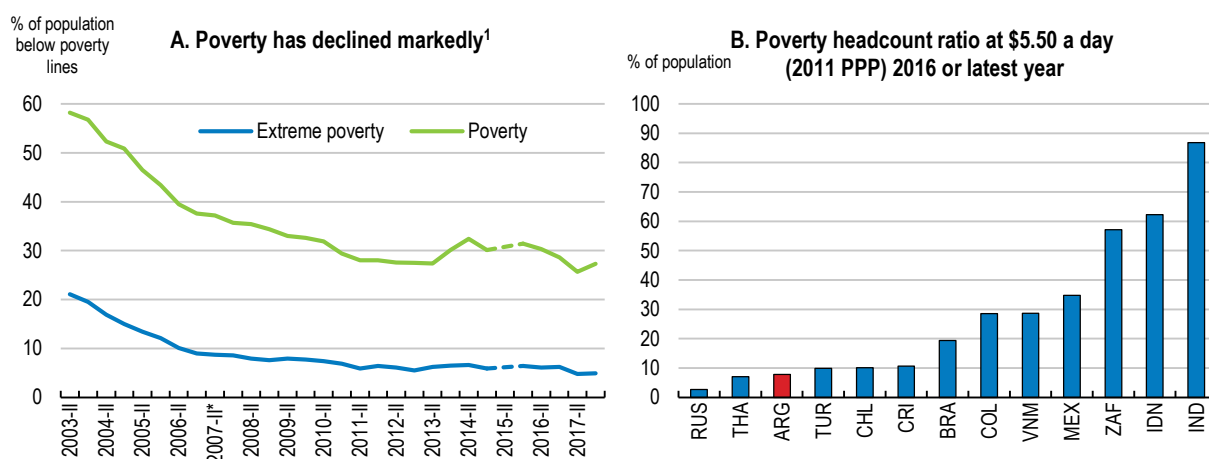 % of population
below poverty
lines
A. Poverty has declined markedly¹
60
50
40
30
20
10
0
Extreme poverty
Poverty
2003-II
2004-II
2005-II
2006-II
2007-II*
2008-II
2009-II
2010-II
2011-II
2012-II
2013-II
2014-II
2015-II
2016-II
2017-II
B. Poverty headcount ratio at $5.50 a day
(2011 PPP) 2016 or latest year
% of population
100
90
80
70
60
50
40
30
20
10
0
RUS
THA
ARG
TUR
CHL
CRI
BRA
COL
VNM
MEX
ZAF
IDN
IND